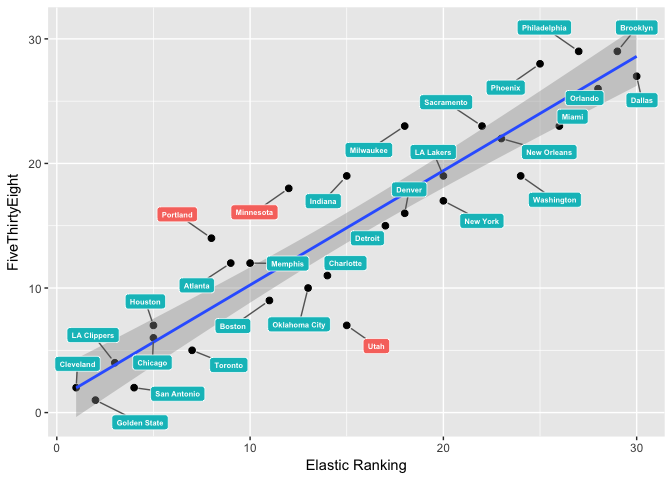 Philadelphia
Brooklyn
30
Phoenix
Orlando
Dallas
Sacramento
Miami
Milwaukee
LA Lakers
New Orleans
20
Denver
Washington
Indiana
Minnesota
Portland
New York
Detroit
Memphis
Charlotte
Atlanta
10
Houston
Boston
Oklahoma City
LA Clippers
Utah
Cleveland
Chicago
Toronto
San Antonio
Golden State
0
0
10
20
30
Elastic Ranking
FiveThirtyEight